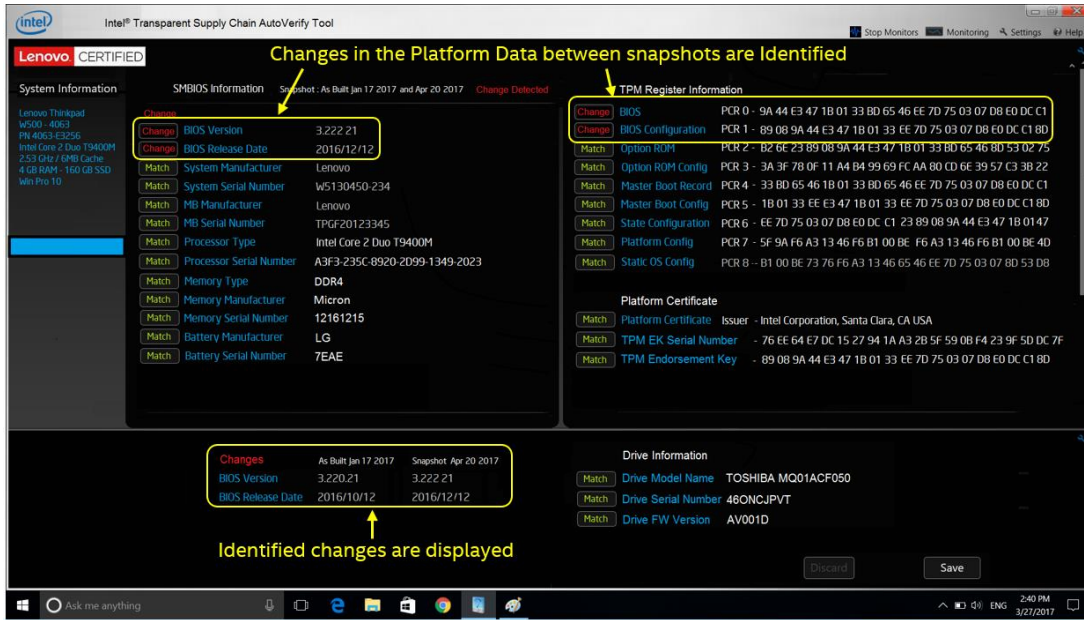 intel
Intel® Transparent Supply Chain AutoVerify Tool
Stop Monitors Monitoring Settings Help
Lenovo. CERTIFIED
Changes in the Platform Data between snapshots are Identified
System Information
Lenovo Thinkpad
W500 - 4063
PN 4063-E3256
Intel Core 2 Duo T9400M
2.53 GHz / 6MB Cache
4 GB RAM - 160 GB SSD
Win Pro 10
SMBIOS Information Snapshot : As Built Jan 17 2017 and Apr 20 2017 Change Detected
Change
Change BIOS Version 3.222 21
Change BIOS Release Date 2016/12/12
Match System Manufacturer Lenovo
Match System Serial Number W5130450-234
Match MB Manufacturer Lenovo
Match MB Serial Number TPGF20123345
Match Processor Type Intel Core 2 Duo T9400M
Match Processor Serial Number A3F3-235C-8920-2D99-1349-2023
Match Memory Type DDR4
Match Memory Manufacturer Micron
Match Memory Serial Number 12161215
Match Battery Manufacturer LG
Match Battery Serial Number 7EAE
TPM Register Information
Change BIOS PCR 0 - 9A 44 E3 47 1B 01 33 BD 65 46 EE 7D 75 03 07 D8 E0 DC C1
Change BIOS Configuration PCR 1 - 89 08 9A 44 E3 47 1B 01 33 EE 7D 75 03 07 D8 E0 DC C1 8D
Match Option ROM PCR 2 - B2 6E 23 89 08 9A 44 E3 47 1B 01 33 BD 65 46 8D 53 02 75
Match Option ROM Config PCR 3 - 3A 3F 78 0F 11 A4 B4 99 69 FC AA 80 CD 6E 39 57 C3 3B 22
Match Master Boot Record PCR 4 - 33 BD 65 46 1B 01 33 BD 65 46 EE 7D 75 03 07 D8 E0 DC C1
Match Master Boot Config PCR 5 - 1B 01 33 EE E3 47 1B 01 33 EE 7D 75 03 07 D8 E0 DC C1 8D
Match State Configuration PCR 6 - EE 7D 75 03 07 D8 E0 DC C1 23 89 08 9A 44 E3 47 1B 0147
Match Platform Config PCR 7 - 5F 9A F6 A3 13 46 F6 B1 00 BE F6 A3 13 46 F6 B1 00 BE 4D
Match Static OS Config PCR 8 -- B1 00 BE 73 76 F6 A3 13 46 65 46 EE 7D 75 03 07 8D 53 D8
Platform Certificate
Match Platform Certificate Issuer - Intel Corporation, Santa Clara, CA USA
Match TPM EK Serial Number - 76 EE 64 E7 DC 15 27 94 1A A3 2B 5F 59 0B F4 23 9F 5D DC 7F
Match TPM Endorsement Key - 89 08 9A 44 E3 47 1B 01 33 EE 7D 75 03 07 D8 E0 DC C1 8D
Changes As Built Jan 17 2017 Snapshot Apr 20 2017
BIOS Version 3.220.21 3.222 21
BIOS Release Date 2016/10/12 2016/12/12
Identified changes are displayed
Drive Information
Match Drive Model Name TOSHIBA MQ01ACF050
Match Drive Serial Number 46ONCJPVT
Match Drive FW Version AV001D
Discard Save
Ask me anything
ENG 2:40 PM
3/27/2017